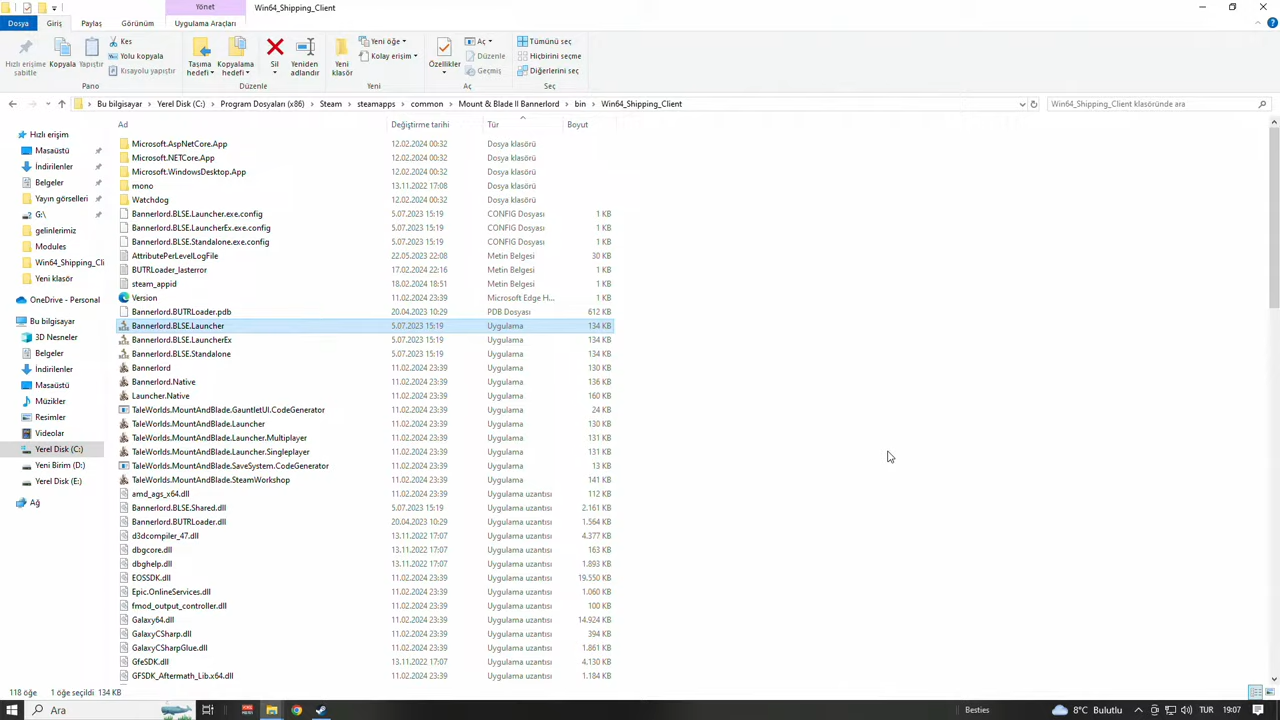 Yönet
Win64_Shipping_Client
Dosya Giriş Paylaş Görünüm Uygulama Araçları
Hızlı erişime sabitle
Kopyala
Yapıştır
Kes
Yolu kopyala
Kısayolu yapıştır
Pano
Taşıma hedefi
Kopyalama hedefi
Sil
Yeniden adlandır
Düzenle
Yeni klasör
Yeni öğe
Kolay erişim
Yeni
Özellikler
Aç
Düzenle
Geçmiş
Aç
Tümünü seç
Hiçbirini seçme
Diğerlerini seç
Seç
Bu bilgisayar > Yerel Disk (C:) > Program Dosyaları (x86) > Steam > steamapps > common > Mount & Blade II Bannerlord > bin > Win64_Shipping_Client
Win64_Shipping_Client klasöründe ara
Hızlı erişim
Masaüstü
İndirilenler
Belgeler
Yayın görselleri
G:\
gelinlerimiz
Modules
Win64_Shipping_Cli
Yeni klasör
OneDrive - Personal
Bu bilgisayar
3D Nesneler
Belgeler
İndirilenler
Masaüstü
Müzikler
Resimler
Videolar
Yerel Disk (C:)
Yeni Birim (D:)
Yerel Disk (E:)
Ağ
Ad Değiştirme tarihi Tür Boyut
Microsoft.AspNetCore.App 12.02.2024 00:32 Dosya klasörü
Microsoft.NETCore.App 12.02.2024 00:32 Dosya klasörü
Microsoft.WindowsDesktop.App 12.02.2024 00:32 Dosya klasörü
mono 13.11.2022 17:08 Dosya klasörü
Watchdog 12.02.2024 00:32 Dosya klasörü
Bannerlord.BLSE.Launcher.exe.config 5.07.2023 15:19 CONFIG Dosyası 1 KB
Bannerlord.BLSE.LauncherEx.exe.config 5.07.2023 15:19 CONFIG Dosyası 1 KB
Bannerlord.BLSE.Standalone.exe.config 5.07.2023 15:19 CONFIG Dosyası 1 KB
AttributePerLevelLogFile 22.05.2023 22:08 Metin Belgesi 30 KB
BUTRLoader_lasterror 17.02.2024 22:16 Metin Belgesi 1 KB
steam_appid 18.02.2024 18:51 Metin Belgesi 1 KB
Version 11.02.2024 23:39 Microsoft Edge H... 1 KB
Bannerlord.BUTRLoader.pdb 20.04.2023 10:29 PDB Dosyası 612 KB
Bannerlord.BLSE.Launcher 5.07.2023 15:19 Uygulama 134 KB
Bannerlord.BLSE.LauncherEx 5.07.2023 15:19 Uygulama 134 KB
Bannerlord.BLSE.Standalone 5.07.2023 15:19 Uygulama 134 KB
Bannerlord 11.02.2024 23:39 Uygulama 130 KB
Bannerlord.Native 11.02.2024 23:39 Uygulama 136 KB
Launcher.Native 11.02.2024 23:39 Uygulama 160 KB
TaleWorlds.MountAndBlade.GauntletUI.CodeGenerator 11.02.2024 23:39 Uygulama 24 KB
TaleWorlds.MountAndBlade.Launcher 11.02.2024 23:39 Uygulama 130 KB
TaleWorlds.MountAndBlade.Launcher.Multiplayer 11.02.2024 23:39 Uygulama 131 KB
TaleWorlds.MountAndBlade.Launcher.Singleplayer 11.02.2024 23:39 Uygulama 131 KB
TaleWorlds.MountAndBlade.SaveSystem.CodeGenerator 11.02.2024 23:39 Uygulama 13 KB
TaleWorlds.MountAndBlade.SteamWorkshop 11.02.2024 23:39 Uygulama 141 KB
amd_ags_x64.dll 11.02.2024 23:39 Uygulama uzantısı 112 KB
Bannerlord.BLSE.Shared.dll 5.07.2023 15:19 Uygulama uzantısı 2.161 KB
Bannerlord.BUTRLoader.dll 20.04.2023 10:29 Uygulama uzantısı 1.564 KB
d3dcompiler_47.dll 13.11.2022 17:07 Uygulama uzantısı 4.377 KB
dbgcore.dll 13.11.2022 17:07 Uygulama uzantısı 163 KB
dbghelp.dll 13.11.2022 17:07 Uygulama uzantısı 1.893 KB
EOSSDK.dll 11.02.2024 23:39 Uygulama uzantısı 19.550 KB
Epic.OnlineServices.dll 11.02.2024 23:39 Uygulama uzantısı 1.060 KB
fmod_output_controller.dll 11.02.2024 23:39 Uygulama uzantısı 100 KB
Galaxy64.dll 11.02.2024 23:39 Uygulama uzantısı 14.924 KB
GalaxyCSharp.dll 11.02.2024 23:39 Uygulama uzantısı 394 KB
GalaxyCSharpGlue.dll 11.02.2024 23:39 Uygulama uzantısı 1.861 KB
GfeSDK.dll 13.11.2022 17:07 Uygulama uzantısı 4.130 KB
GFSDK_Aftermath_Lib.x64.dll 11.02.2024 23:39 Uygulama uzantısı 1.184 KB
118 öğe 1 öğe seçildi 134 KB
Ara
Besties
8°C Bulutlu
TUR
19:07